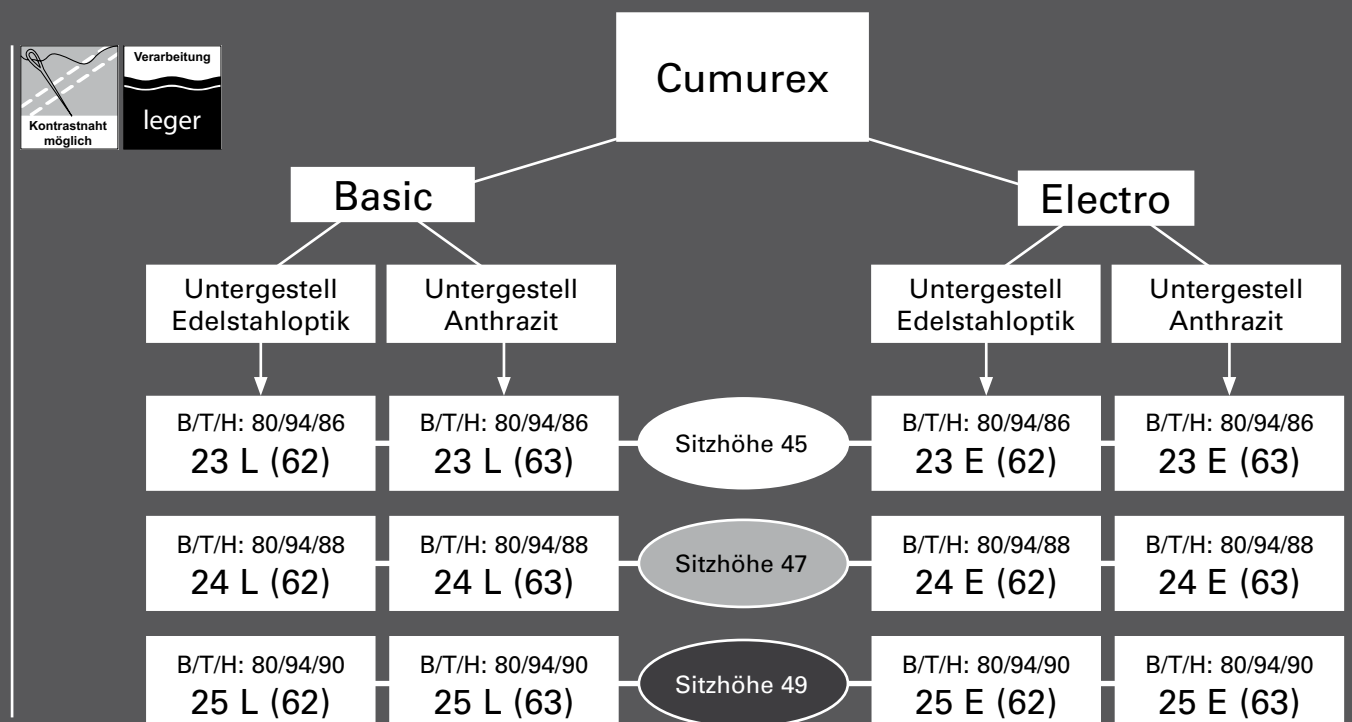 Verarbeitung
leger
Kontrastnaht
möglich
Cumurex
Basic
Electro
Untergestell
Edelstahloptik
Untergestell
Anthrazit
Untergestell
Edelstahloptik
Untergestell
Anthrazit
B/T/H: 80/94/86
23 L (62)
B/T/H: 80/94/86
23 L (63)
Sitzhöhe 45
B/T/H: 80/94/86
23 E (62)
B/T/H: 80/94/86
23 E (63)
B/T/H: 80/94/88
24 L (62)
B/T/H: 80/94/88
24 L (63)
Sitzhöhe 47
B/T/H: 80/94/88
24 E (62)
B/T/H: 80/94/88
24 E (63)
B/T/H: 80/94/90
25 L (62)
B/T/H: 80/94/90
25 L (63)
Sitzhöhe 49
B/T/H: 80/94/90
25 E (62)
B/T/H: 80/94/90
25 E (63)